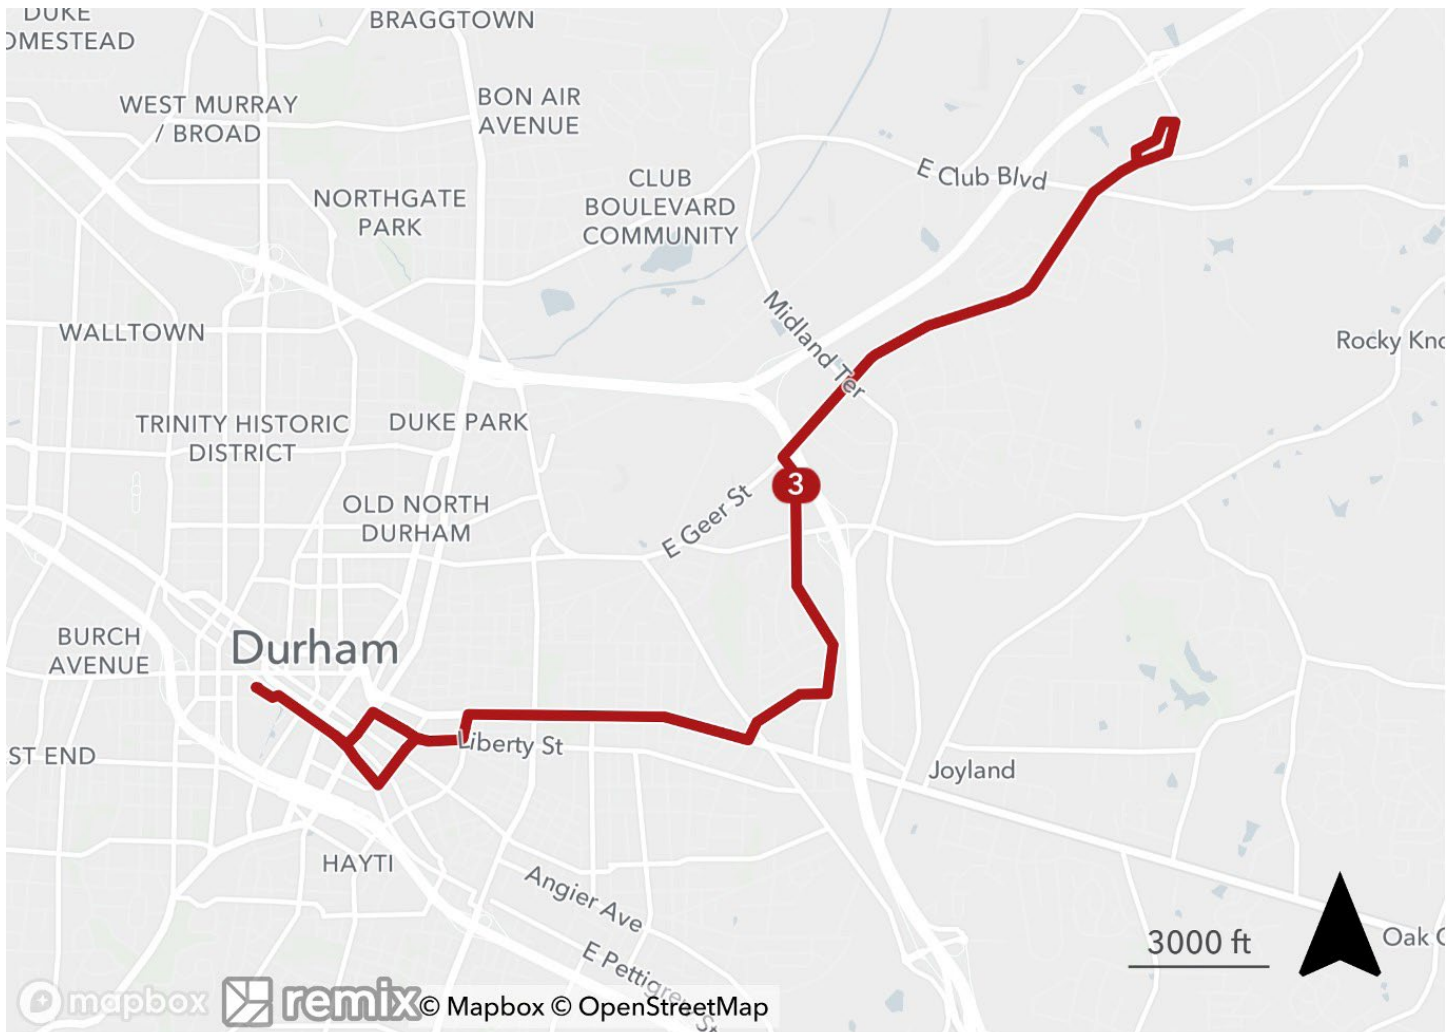 DUKE
OMESTEAD
BRAGGTOWN
WEST MURRAY
/ BROAD
BON AIR
AVENUE
E Club Blvd
NORTHGATE
PARK
CLUB
BOULEVARD
COMMUNITY
WALLTOWN
Midland Ter
Rocky Kno
TRINITY HISTORIC
DISTRICT
DUKE PARK
3
OLD NORTH
DURHAM
E Geer St
BURCH
AVENUE
Durham
Liberty St
ST END
Joyland
HAYTI
Angier Ave
3000 ft
Oak G
E Pettigrew St
mapbox remix © Mapbox © OpenStreetMap